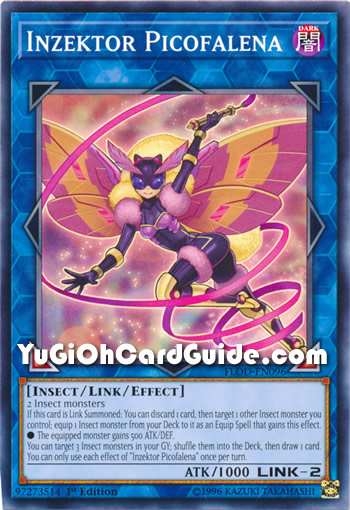 INZEKTOR PICOFALENA
DARK
闇
YuGiOhCardGuide.com
FLOD-EN096
[INSECT/LINK/EFFECT]
2 Insect monsters
If this card is Link Summoned: You can discard 1 card, then target 1 other Insect monster you
control; equip 1 Insect monster from your Deck to it as an Equip Spell that gains this effect.
● The equipped monster gains 500 ATK/DEF.
You can target 3 Insect monsters in your GY; shuffle them into the Deck, then draw 1 card.
You can only use each effect of "Inzektor Picofalena" once per turn.
ATK/1000 LINK-2
97273514 1st Edition ©1996 KAZUKI TAKAHASHI